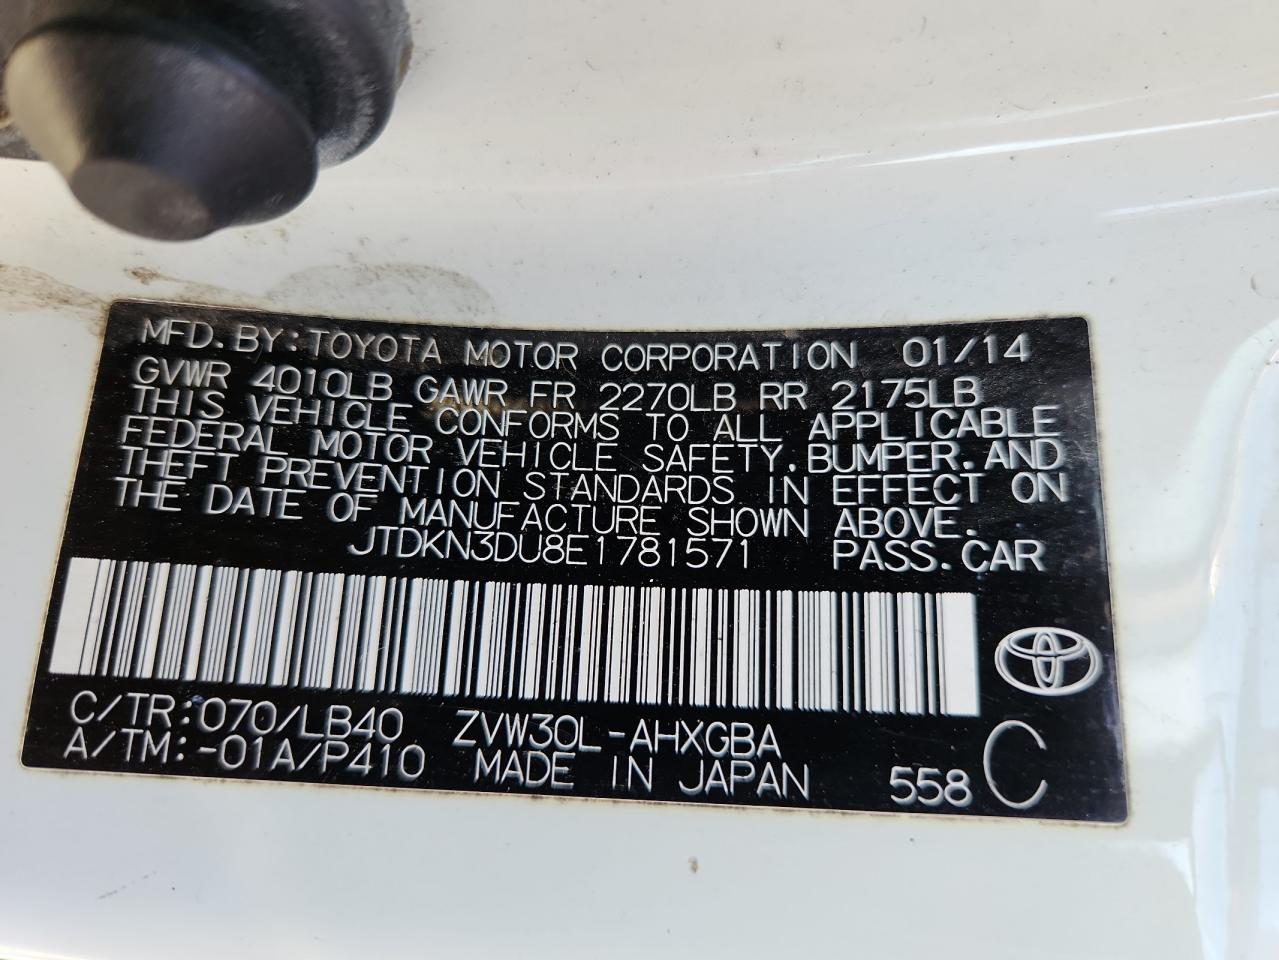 MFD. BY: TOYOTA MOTOR CORPORATION 01/14
GVWR 4010LB GAWR FR 2270LB RR 2175LB
THIS VEHICLE CONFORMS TO ALL APPLICABLE
FEDERAL MOTOR VEHICLE SAFETY. BUMPER. AND
THEFT PREVENTION STANDARDS IN EFFECT ON
THE DATE OF MANUFACTURE SHOWN ABOVE.
JTDKN3DU8E1781571 PASS. CAR
C/TR:070/LB40 ZVW30L-AHXGBA
A/TM:-01A/P410 MADE IN JAPAN 558 C